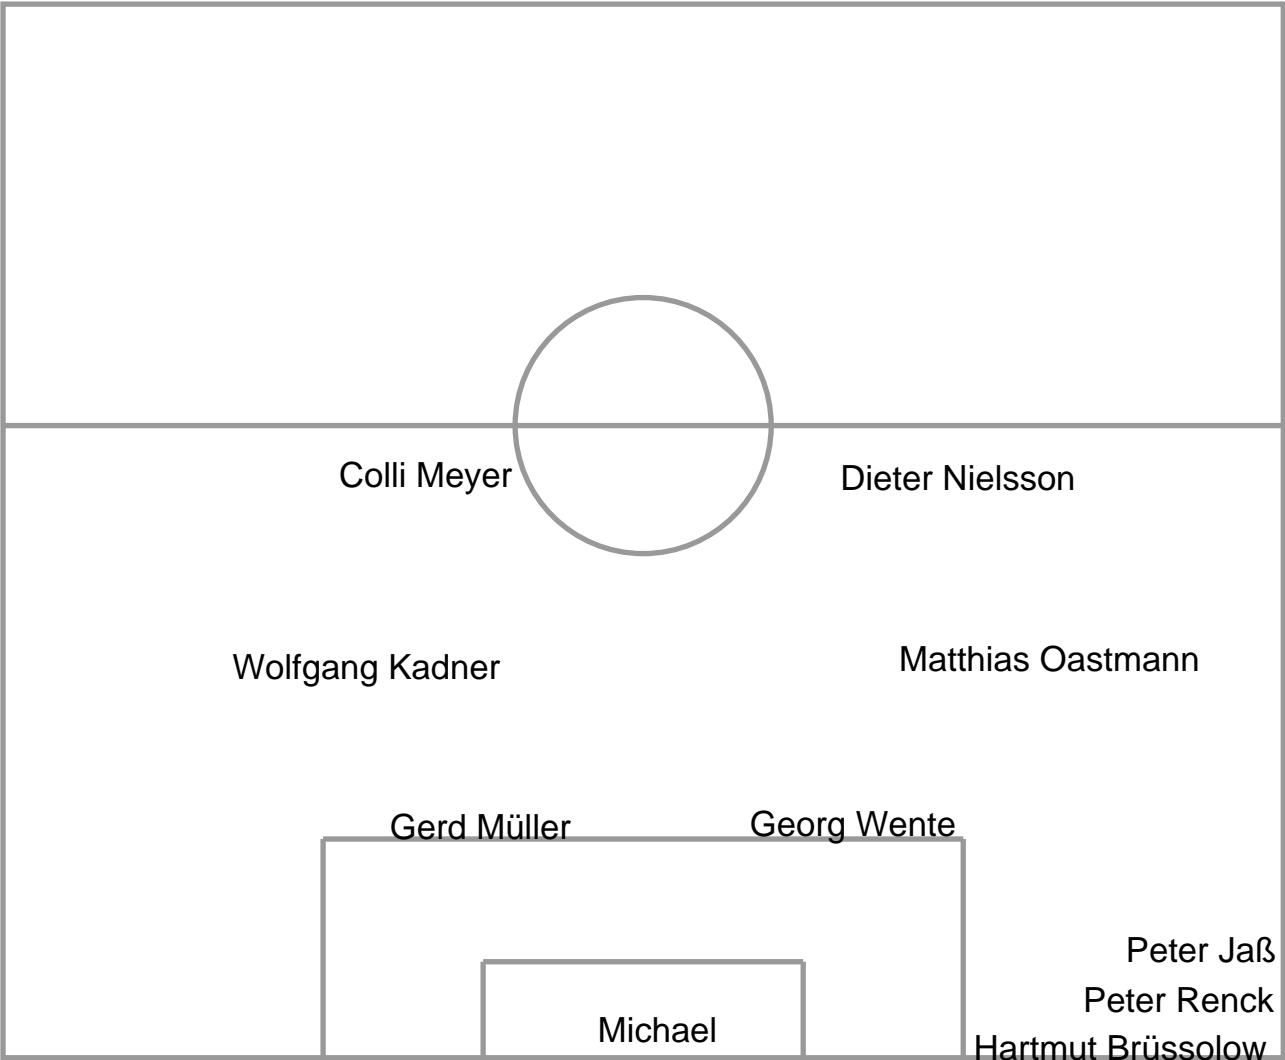 Colli Meyer
Dieter Nielsson
Wolfgang Kadner
Matthias Oastmann
Gerd Müller
Georg Wente
Peter Jaß
Peter Renck
Michael
Hartmut Brüssolow